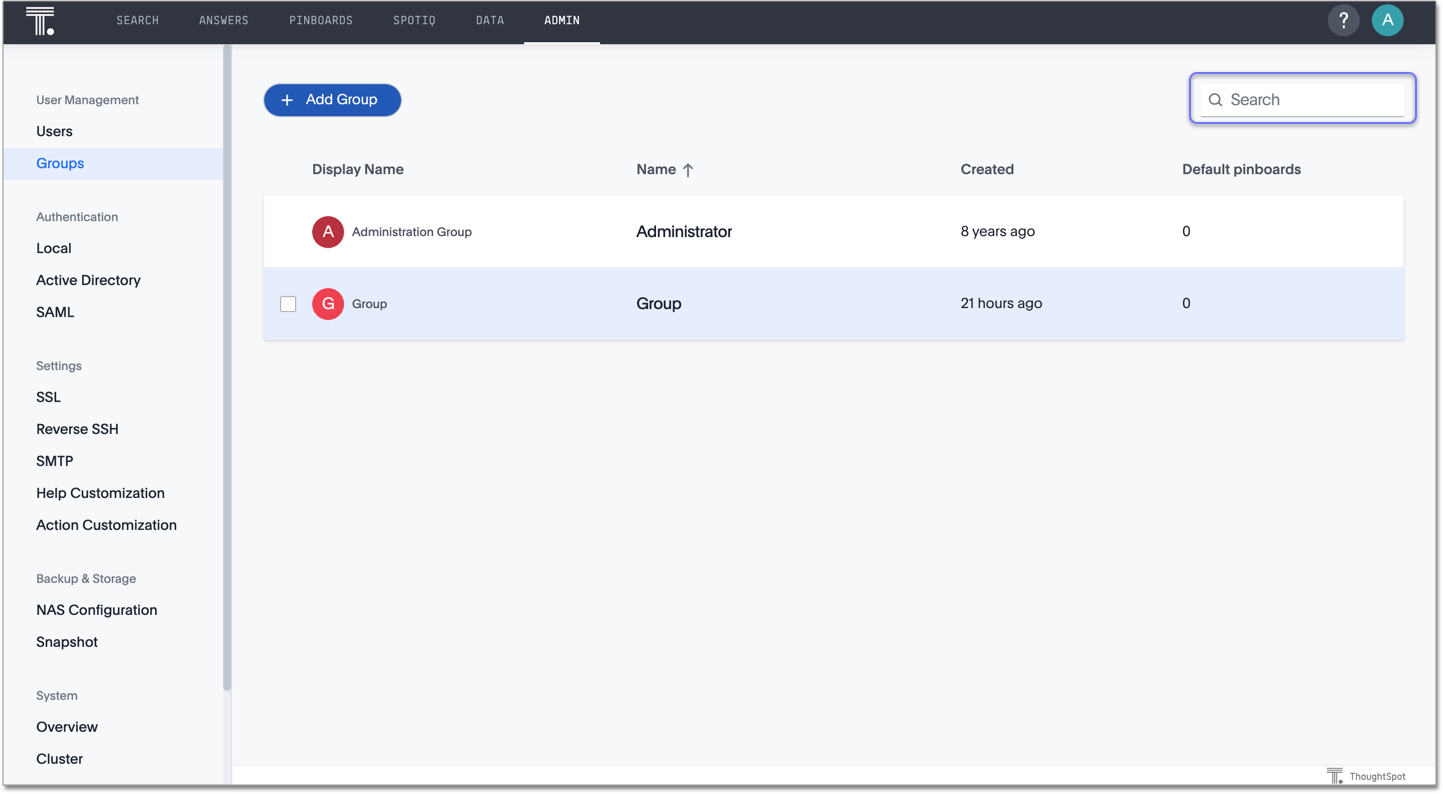 SEARCH ANSWERS PINBOARDS SPOTIQ DATA ADMIN ? A
User Management
Users
Groups
Authentication
Local
Active Directory
SAML
Settings
SSL
Reverse SSH
SMTP
Help Customization
Action Customization
Backup & Storage
NAS Configuration
Snapshot
System
Overview
Cluster
+ Add Group
Search
Display Name Name ↑ Created Default pinboards
A Administration Group Administrator 8 years ago 0
G Group Group 21 hours ago 0
ThoughtSpot